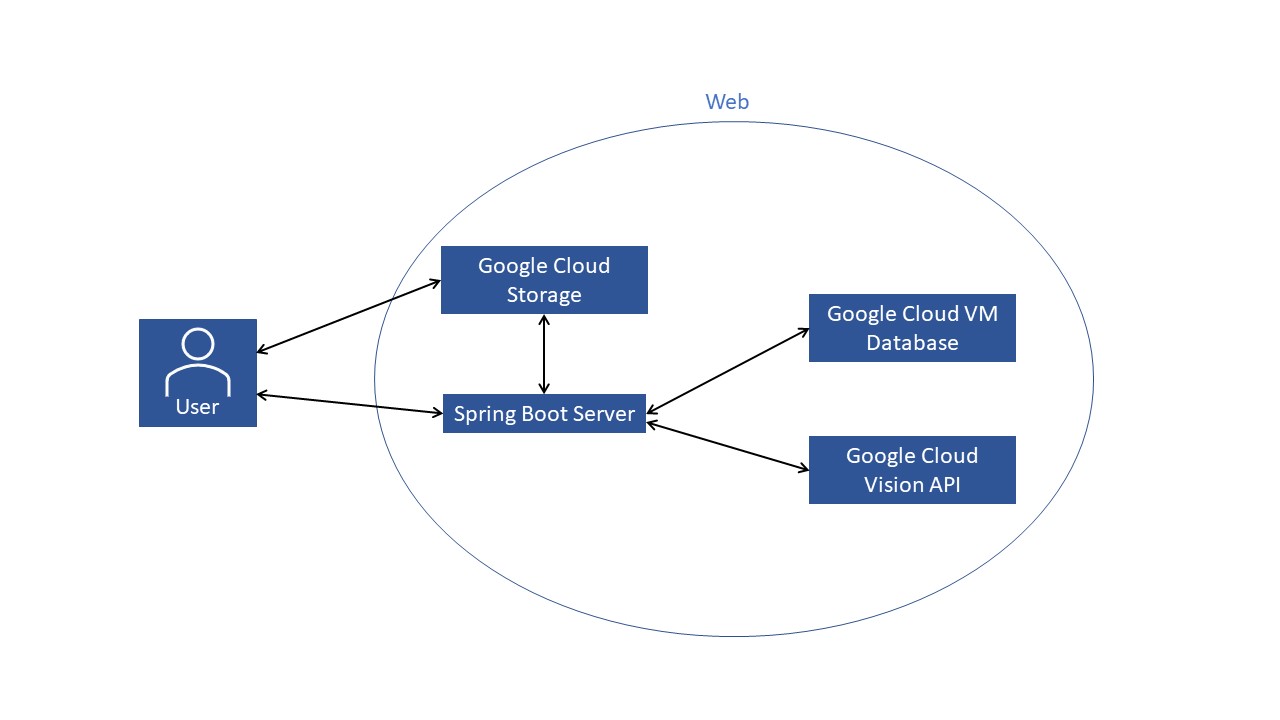 Web
Google Cloud
Storage
User
Spring Boot Server
Google Cloud VM
Database
Google Cloud
Vision API